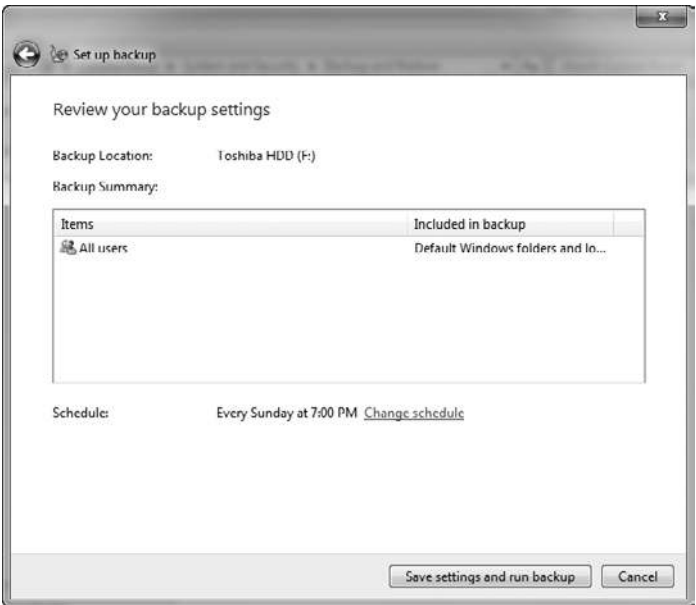 Set up backup
Review your backup settings
Backup Location: Toshiba HDD (F:)
Backup Summary:
Items Included in backup
All users Default Windows folders and lo...
Schedule: Every Sunday at 7:00 PM Change schedule
Save settings and run backup Cancel